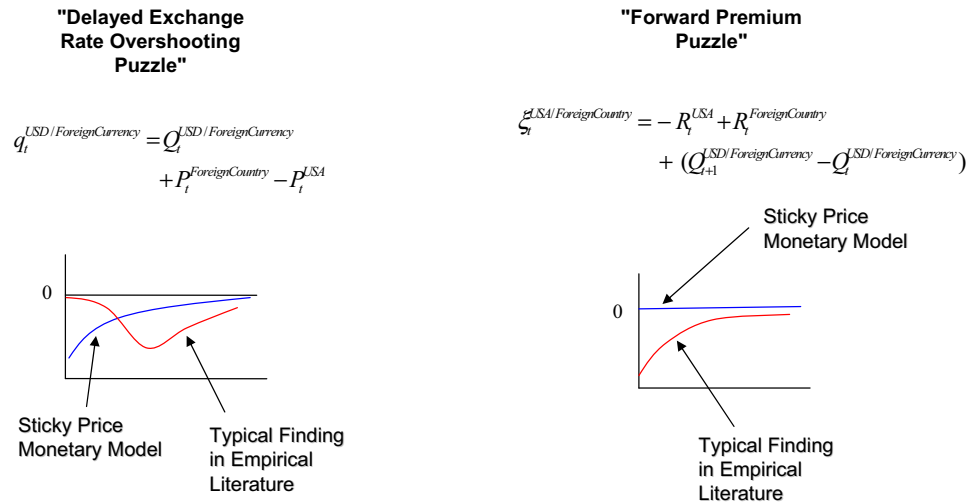 "Delayed Exchange
Rate Overshooting
Puzzle"
q_t^{USD/ForeignCurrency} = Q_t^{USD/ForeignCurrency}
+ P_t^{ForeignCountry} − P_t^{USA}
0
Sticky Price
Monetary Model
Typical Finding
in Empirical
Literature
"Forward Premium
Puzzle"
ξ_t^{USA/ForeignCountry} = − R_t^{USA} + R_t^{ForeignCountry}
+ (Q_{t+1}^{USD/ForeignCurrency} − Q_t^{USD/ForeignCurrency})
Sticky Price
Monetary Model
0
Typical Finding
in Empirical
Literature